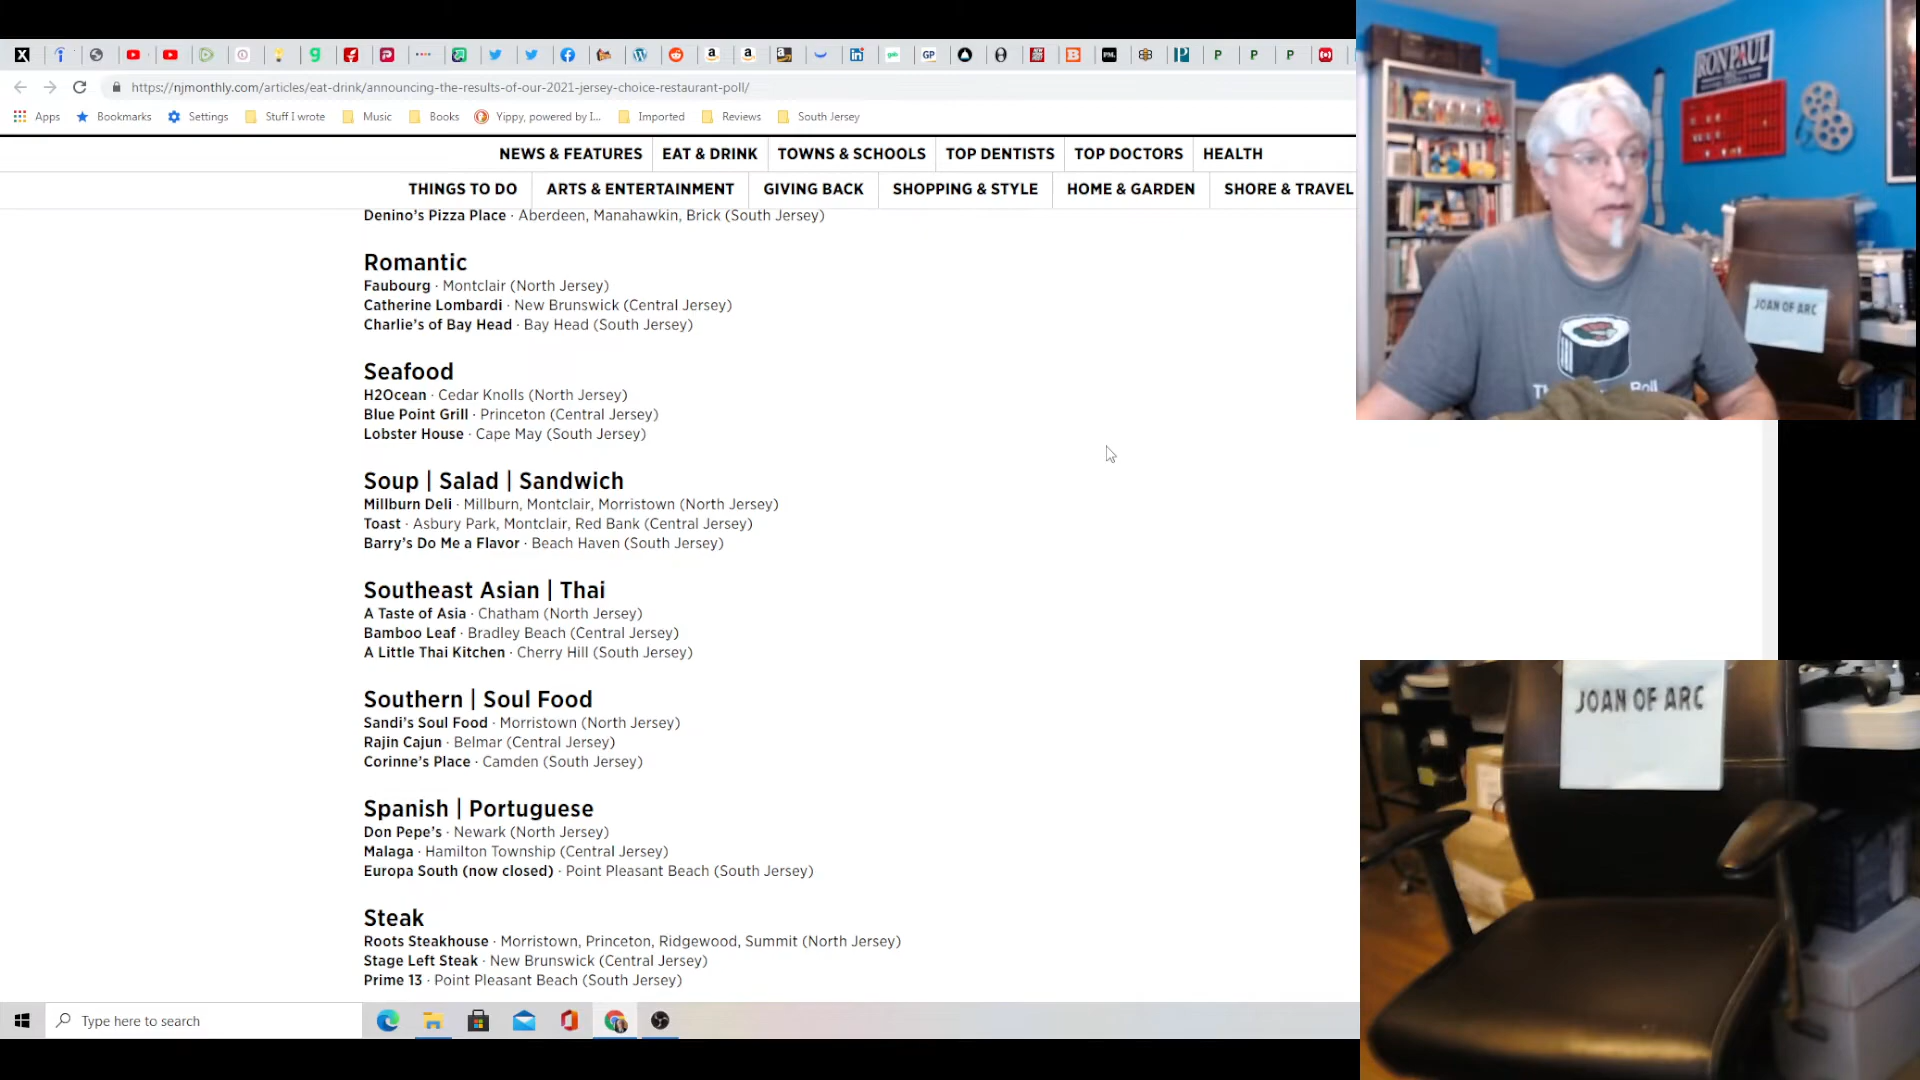 https://njmonthly.com/articles/eat-drink/announcing-the-results-of-our-2021-jersey-choice-restaurant-poll/
Apps Bookmarks Settings Stuff I wrote Music Books Yippy, powered by I... Imported Reviews South Jersey
NEWS & FEATURES EAT & DRINK TOWNS & SCHOOLS TOP DENTISTS TOP DOCTORS HEALTH
THINGS TO DO ARTS & ENTERTAINMENT GIVING BACK SHOPPING & STYLE HOME & GARDEN SHORE & TRAVEL
Denino's Pizza Place · Aberdeen, Manahawkin, Brick (South Jersey)
Romantic
Faubourg · Montclair (North Jersey)
Catherine Lombardi · New Brunswick (Central Jersey)
Charlie's of Bay Head · Bay Head (South Jersey)
Seafood
H2Ocean · Cedar Knolls (North Jersey)
Blue Point Grill · Princeton (Central Jersey)
Lobster House · Cape May (South Jersey)
Soup | Salad | Sandwich
Millburn Deli · Millburn, Montclair, Morristown (North Jersey)
Toast · Asbury Park, Montclair, Red Bank (Central Jersey)
Barry's Do Me a Flavor · Beach Haven (South Jersey)
Southeast Asian | Thai
A Taste of Asia · Chatham (North Jersey)
Bamboo Leaf · Bradley Beach (Central Jersey)
A Little Thai Kitchen · Cherry Hill (South Jersey)
Southern | Soul Food
Sandi's Soul Food · Morristown (North Jersey)
Rajin Cajun · Belmar (Central Jersey)
Corinne's Place · Camden (South Jersey)
Spanish | Portuguese
Don Pepe's · Newark (North Jersey)
Malaga · Hamilton Township (Central Jersey)
Europa South (now closed) · Point Pleasant Beach (South Jersey)
Steak
Roots Steakhouse · Morristown, Princeton, Ridgewood, Summit (North Jersey)
Stage Left Steak · New Brunswick (Central Jersey)
Prime 13 · Point Pleasant Beach (South Jersey)
Type here to search
RON PAUL
JOAN OF ARC
JOAN OF ARC